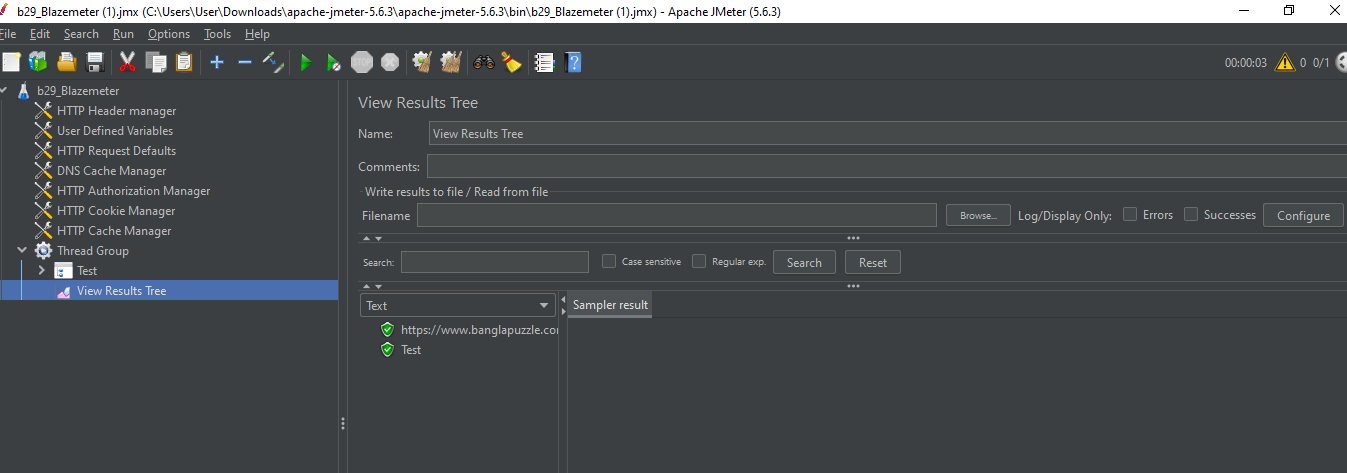 b29_Blazemeter (1).jmx (C:\Users\User\Downloads\apache-jmeter-5.6.3\apache-jmeter-5.6.3\bin\b29_Blazemeter (1).jmx) - Apache JMeter (5.6.3)
File Edit Search Run Options Tools Help
STOP 00:00:03 0 0/1
b29_Blazemeter
HTTP Header manager
User Defined Variables
HTTP Request Defaults
DNS Cache Manager
HTTP Authorization Manager
HTTP Cookie Manager
HTTP Cache Manager
Thread Group
Test
View Results Tree
View Results Tree
Name: View Results Tree
Comments:
Write results to file / Read from file
Filename Browse... Log/Display Only: Errors Successes Configure
Search: Case sensitive Regular exp. Search Reset
Text Sampler result
https://www.banglapuzzle.co
Test